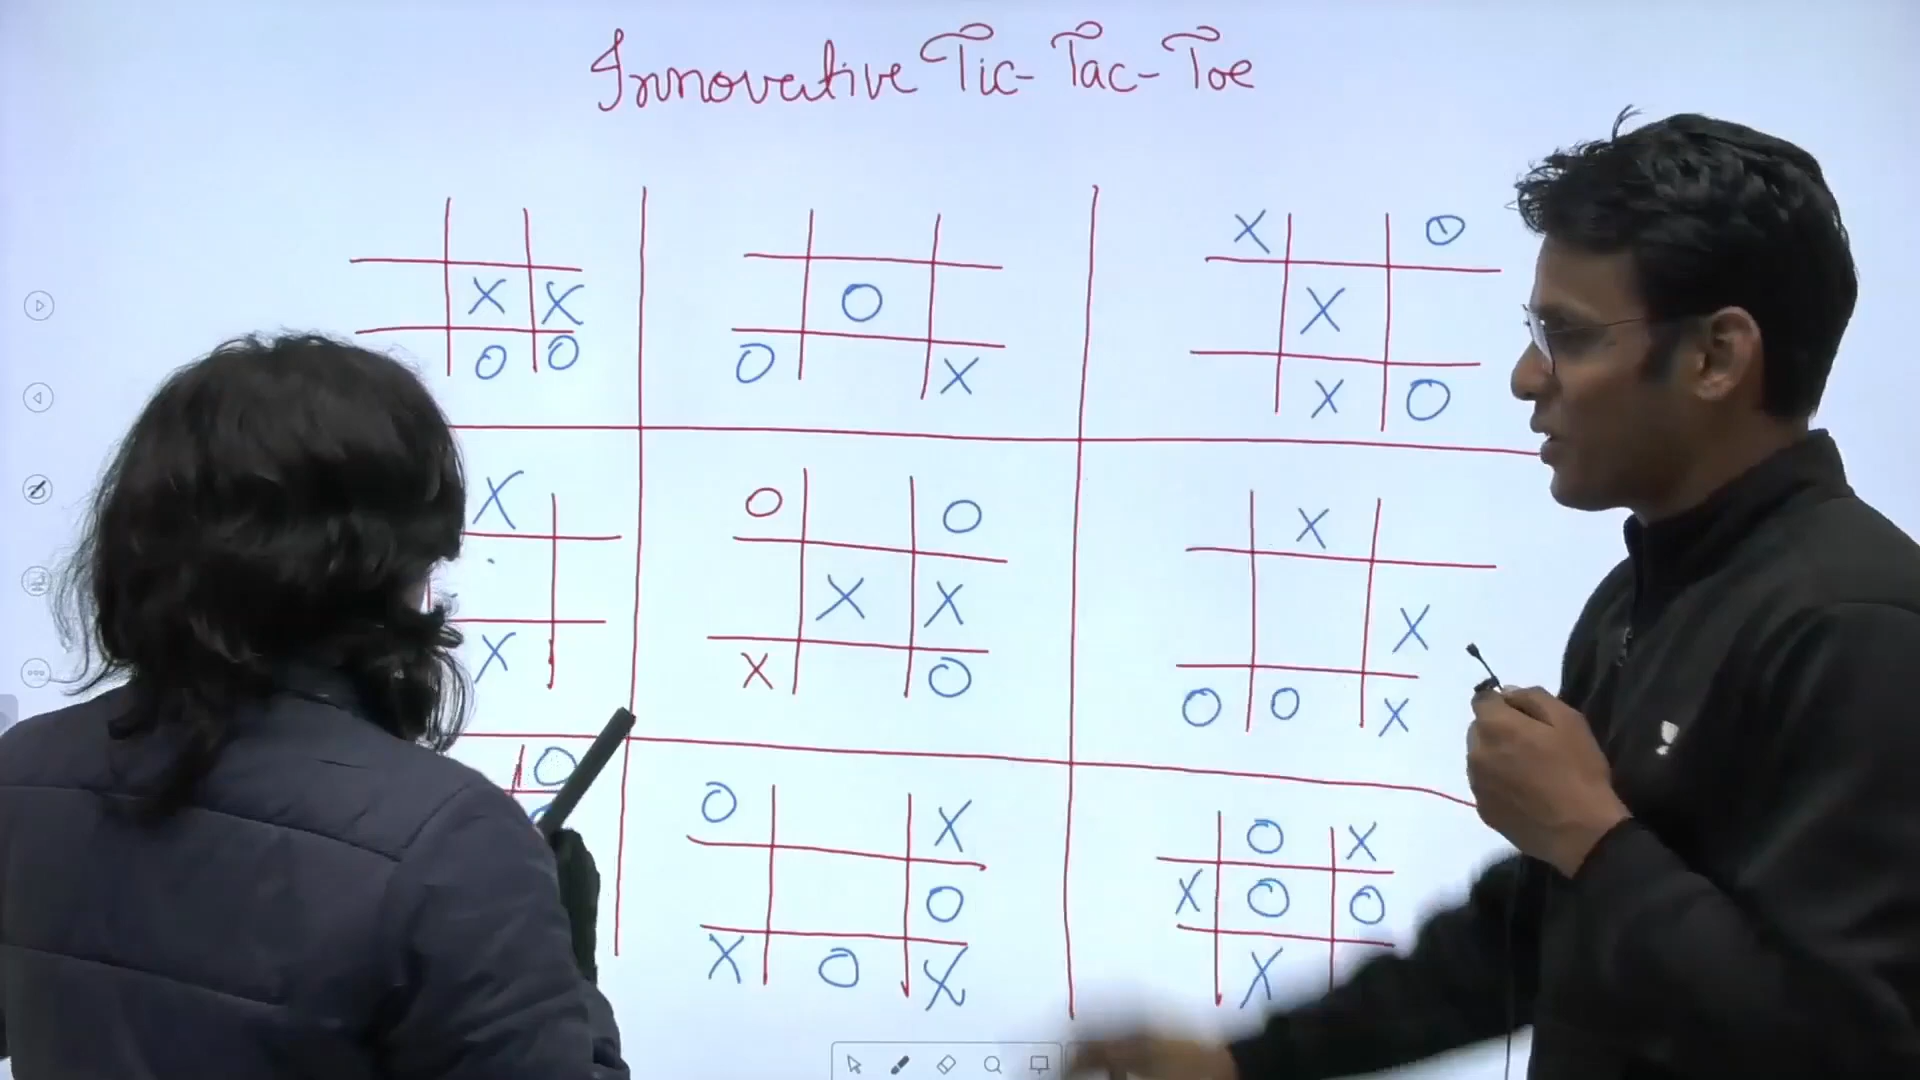 Innovative Tic-Tac-Toe
X O
X X O X
O O O X X O
X O O X
X X X
X X O O O X
O O X O X
O X O O
X O X X